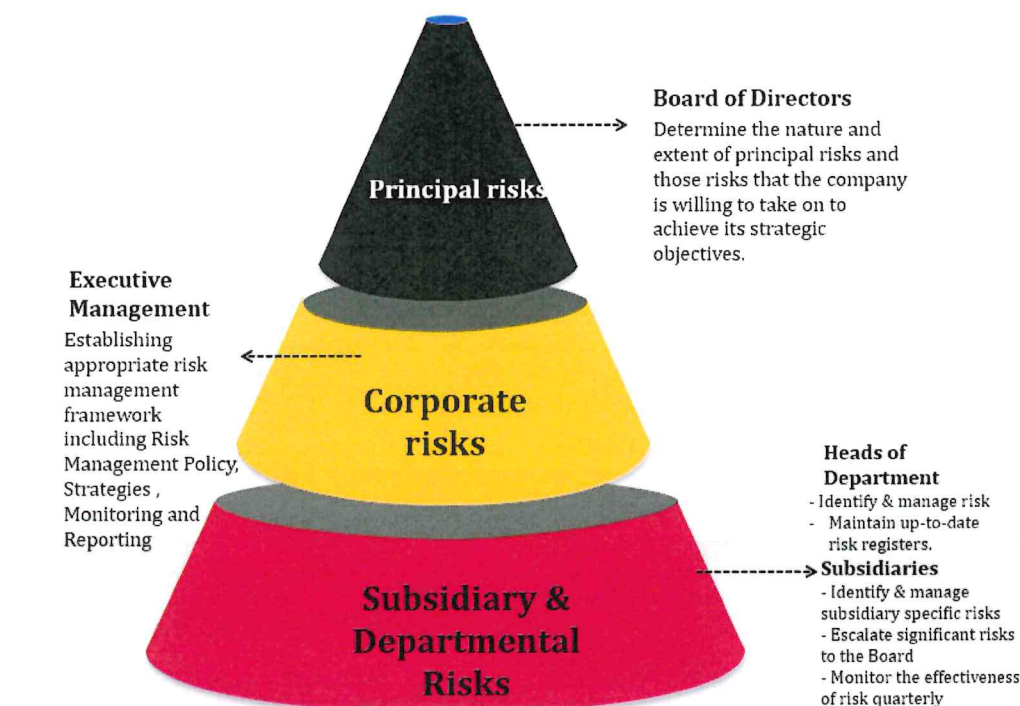 Board of Directors
Determine the nature and
extent of principal risks and
those risks that the company
is willing to take on to
achieve its strategic
objectives.
Principal risks
Executive
Management
Establishing
appropriate risk
management
framework
including Risk
Management Policy,
Strategies ,
Monitoring and
Reporting
Corporate
risks
Heads of
Department
- Identify & manage risk
- Maintain up-to-date
risk registers.
Subsidiaries
- Identify & manage
subsidiary specific risks
- Escalate significant risks
to the Board
- Monitor the effectiveness
of risk quarterly
Subsidiary &
Departmental
Risks